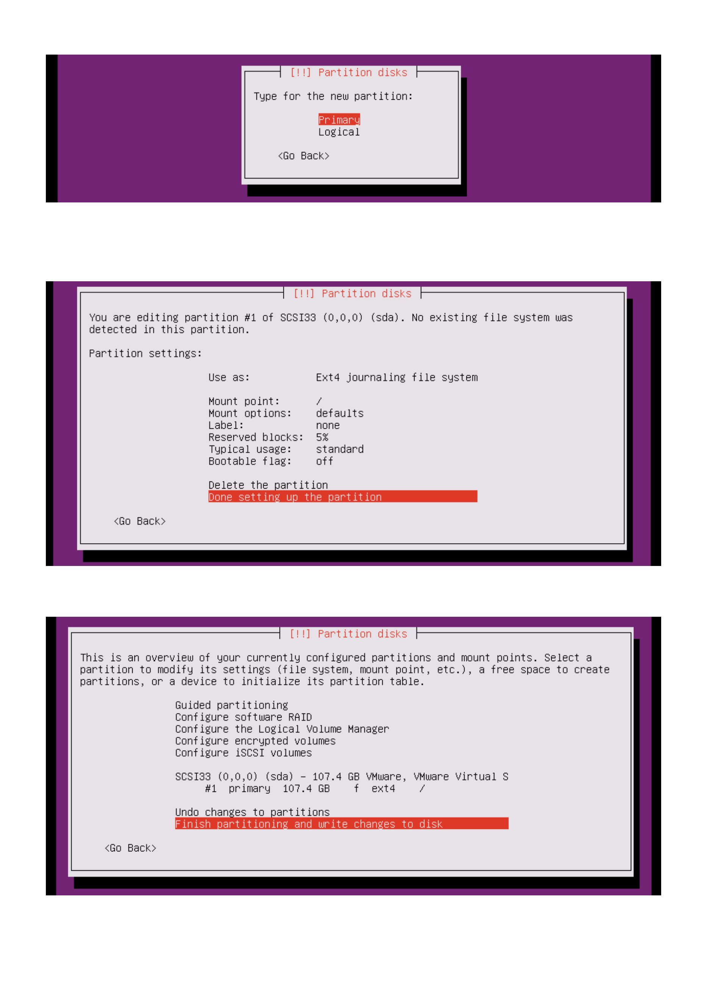 [!!] Partition disks
Type for the new partition:
Primary
Logical
<Go Back>
[!!] Partition disks
You are editing partition #1 of SCSI33 (0,0,0) (sda). No existing file system was
detected in this partition.
Partition settings:
Use as: Ext4 journaling file system
Mount point: /
Mount options: defaults
Label: none
Reserved blocks: 5%
Typical usage: standard
Bootable flag: off
Delete the partition
Done setting up the partition
<Go Back>
[!!] Partition disks
This is an overview of your currently configured partitions and mount points. Select a
partition to modify its settings (file system, mount point, etc.), a free space to create
partitions, or a device to initialize its partition table.
Guided partitioning
Configure software RAID
Configure the Logical Volume Manager
Configure encrypted volumes
Configure iSCSI volumes
SCSI33 (0,0,0) (sda) - 107.4 GB VMware, VMware Virtual S
#1 primary 107.4 GB f ext4 /
Undo changes to partitions
Finish partitioning and write changes to disk
<Go Back>